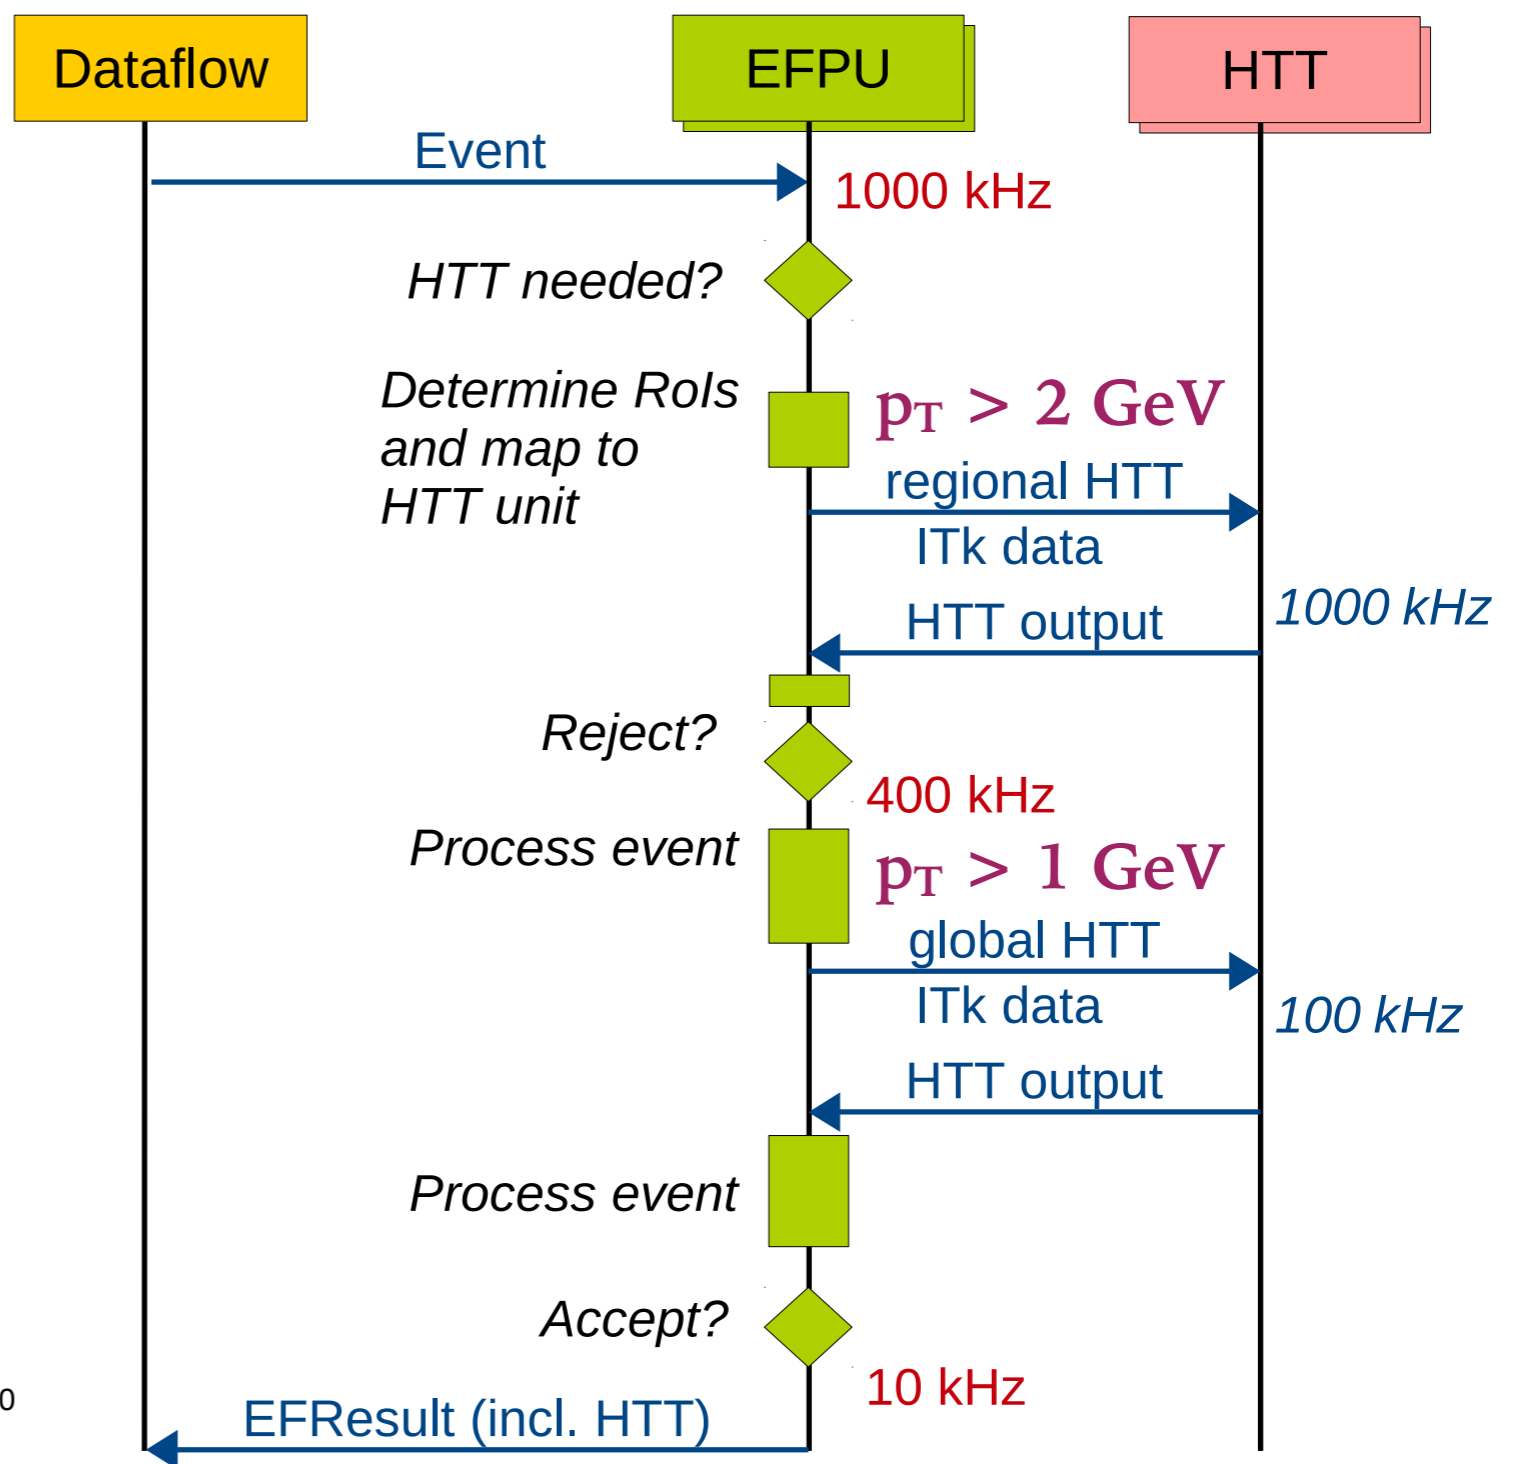 Dataflow
EFPU
HTT
Event
1000 kHz
HTT needed?
Determine RoIs
and map to
HTT unit
pT > 2 GeV
regional HTT
ITk data
1000 kHz
HTT output
Reject?
400 kHz
Process event
pT > 1 GeV
global HTT
ITk data
100 kHz
HTT output
Process event
Accept?
10 kHz
0
EFResult (incl. HTT)